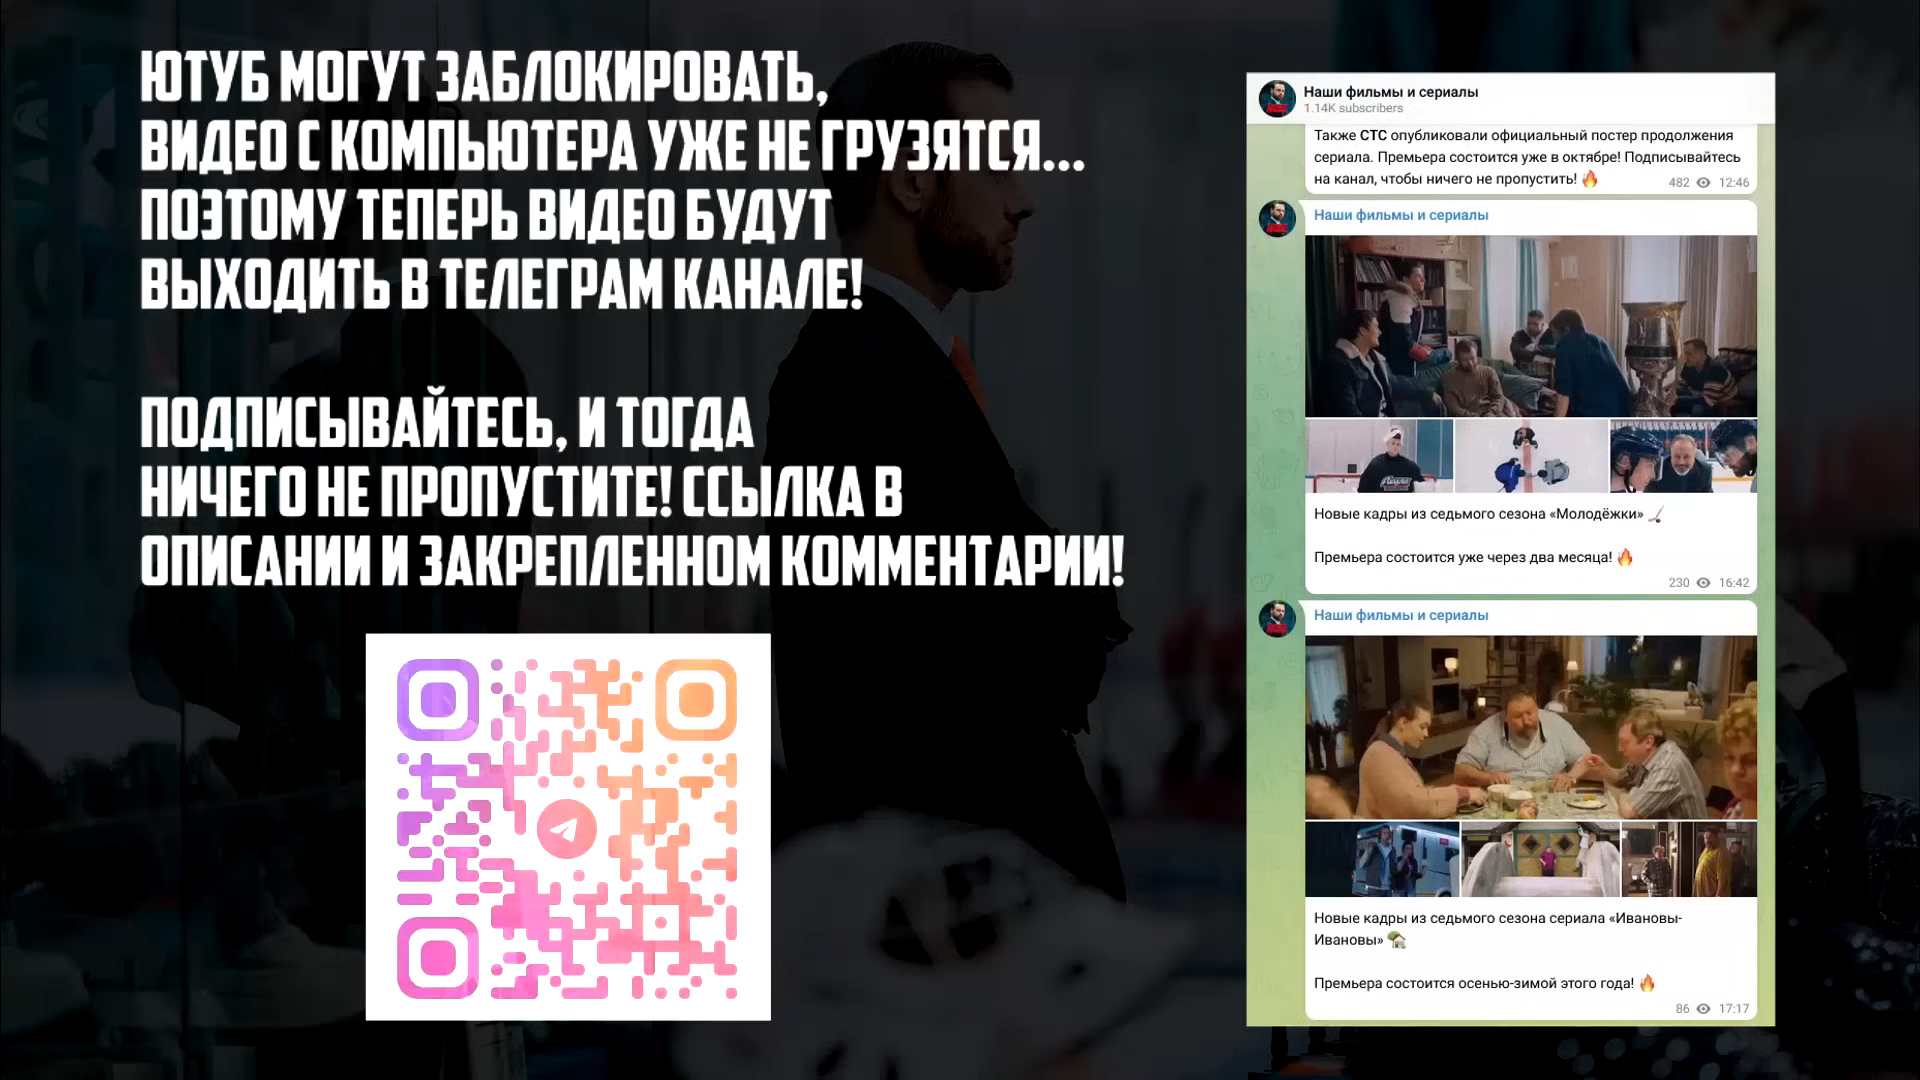 ЮТУБ МОГУТ ЗАБЛОКИРОВАТЬ,
ВИДЕО С КОМПЬЮТЕРА УЖЕ НЕ ГРУЗЯТСЯ...
ПОЭТОМУ ТЕПЕРЬ ВИДЕО БУДУТ
ВЫХОДИТЬ В ТЕЛЕГРАМ КАНАЛЕ!
ПОДПИСЫВАЙТЕСЬ, И ТОГДА
НИЧЕГО НЕ ПРОПУСТИТЕ! ССЫЛКА В
ОПИСАНИИ И ЗАКРЕПЛЕННОМ КОММЕНТАРИИ!
Наши фильмы и сериалы
1.14K subscribers
Также СТС опубликовали официальный постер продолжения
сериала. Премьера состоится уже в октябре! Подписывайтесь
на канал, чтобы ничего не пропустить! 🔥
482 12:46
Наши фильмы и сериалы
Новые кадры из седьмого сезона «Молодёжки» 🏒
Премьера состоится уже через два месяца! 🔥
230 16:42
Наши фильмы и сериалы
Новые кадры из седьмого сезона сериала «Ивановы-
Ивановы» 🏡
Премьера состоится осенью-зимой этого года! 🔥
86 17:17